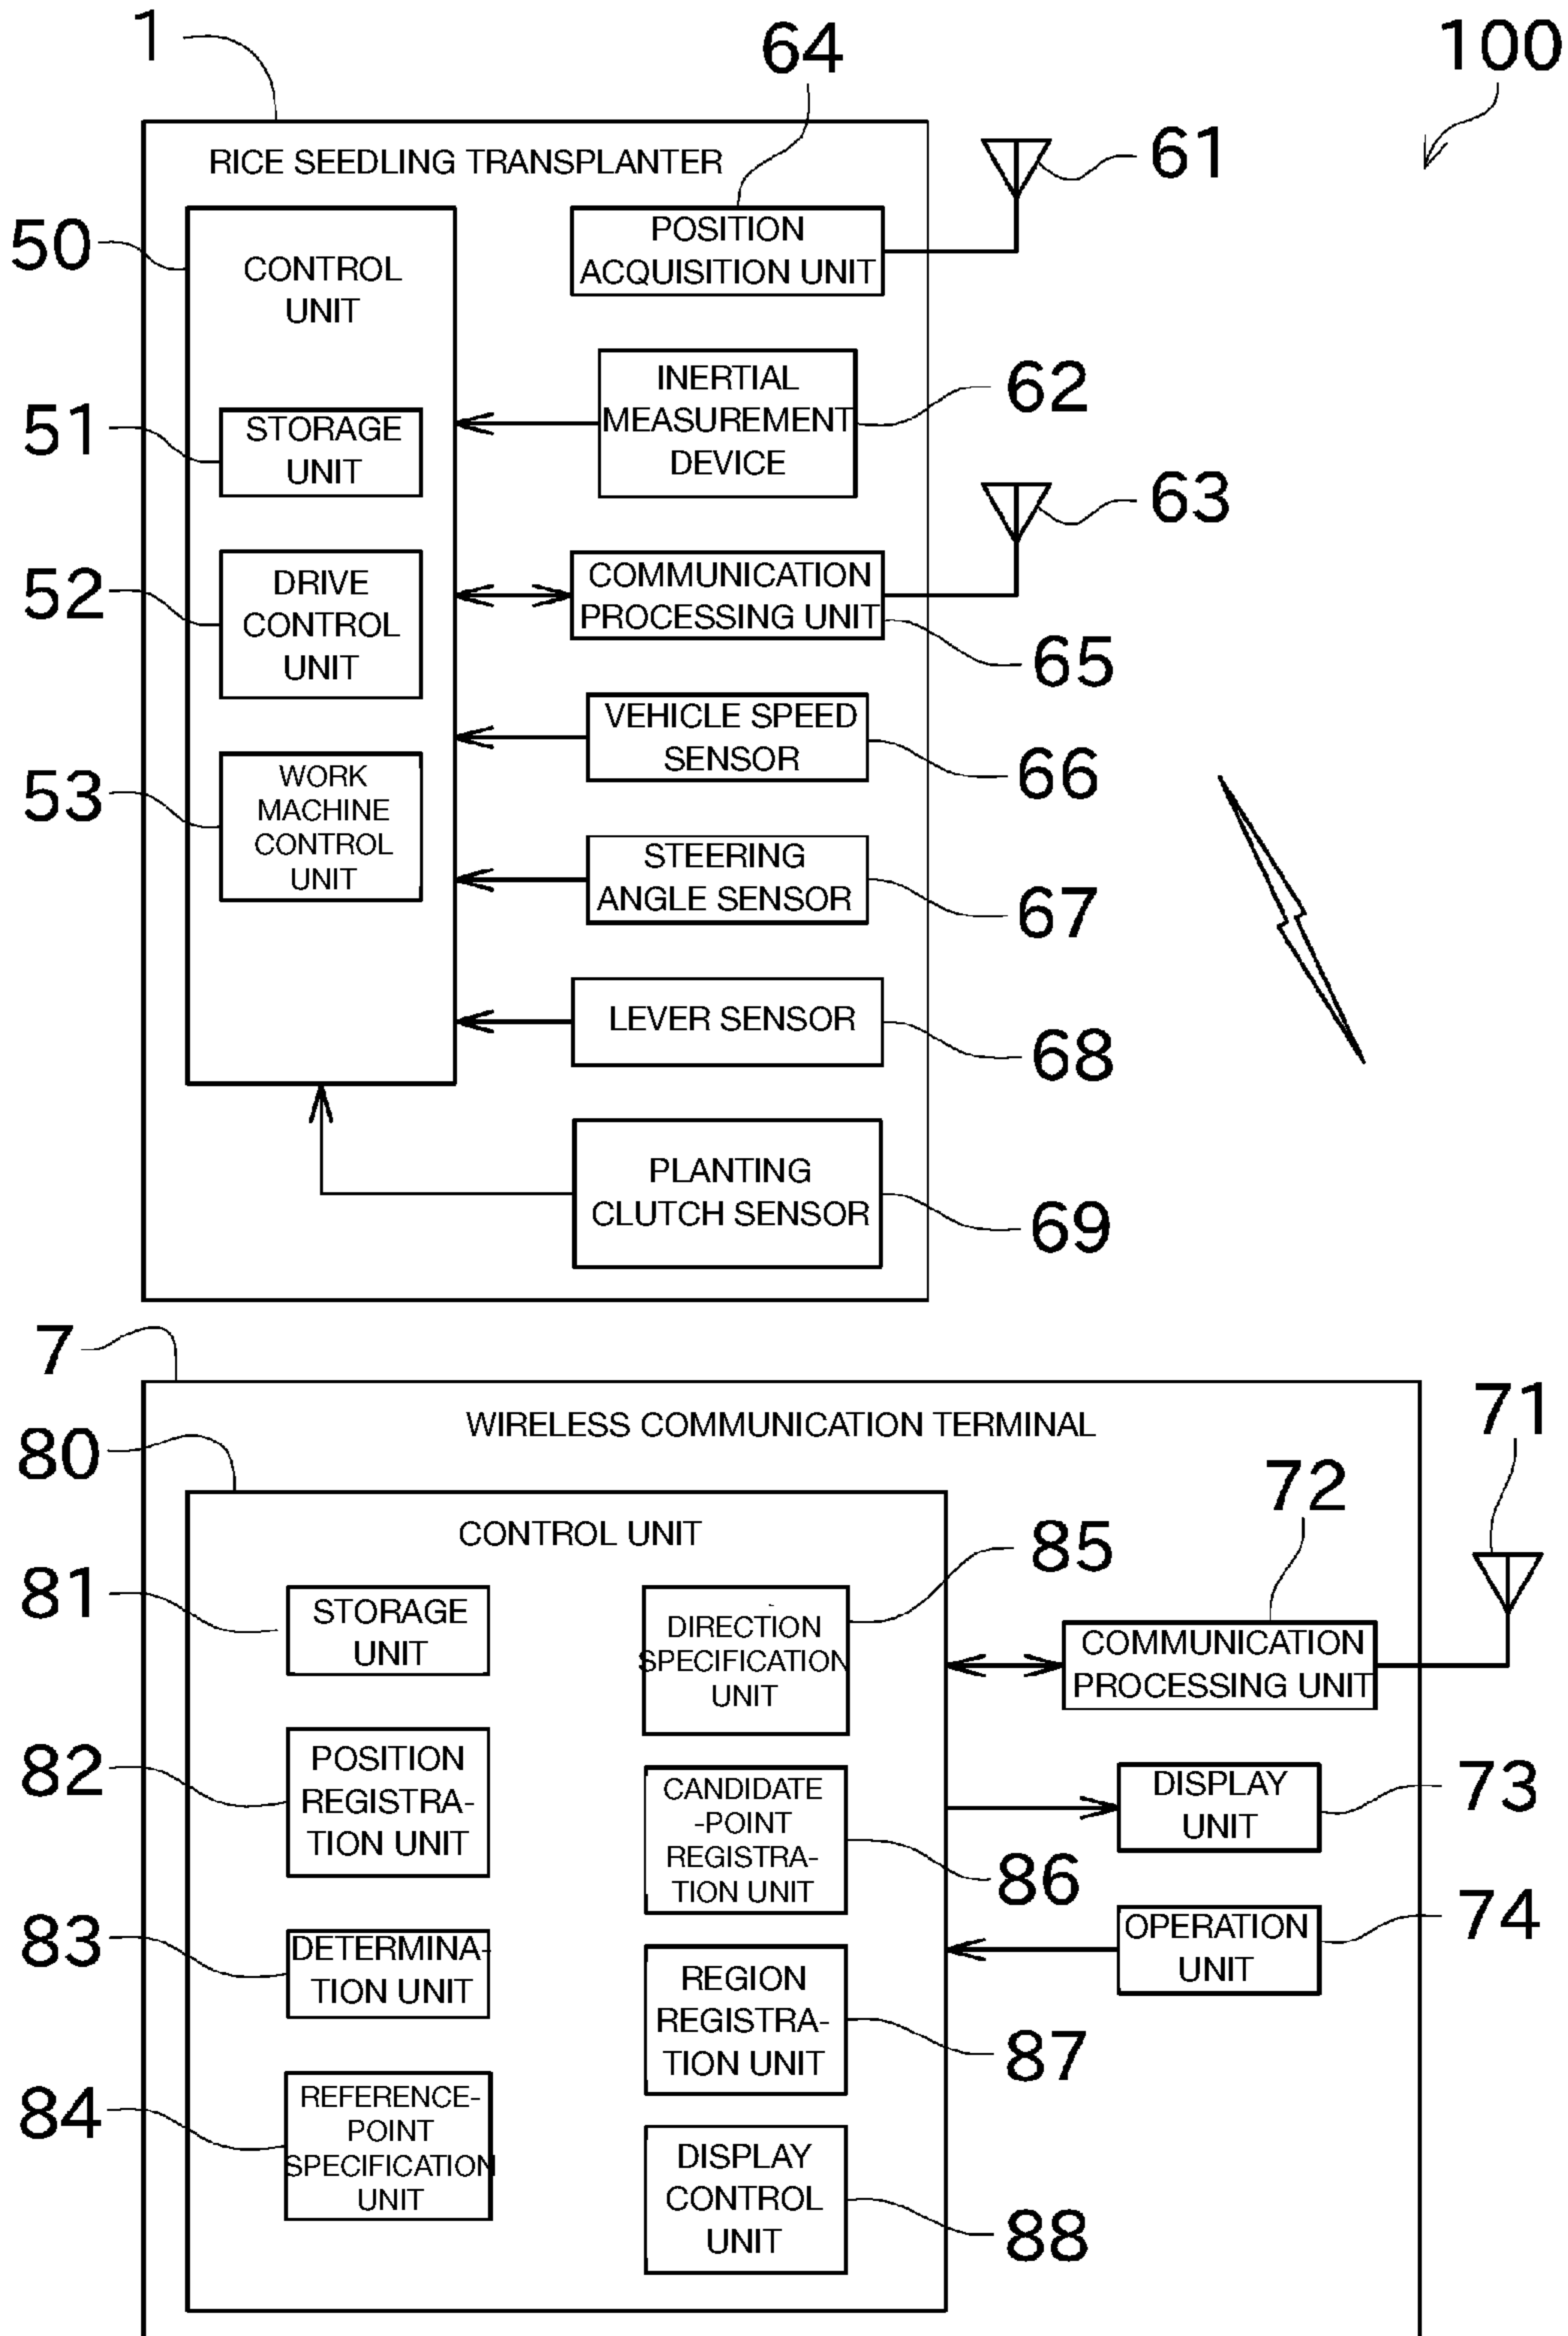 1
64
100
61
RICE SEEDLING TRANSPLANTER
50
CONTROL
UNIT
POSITION
ACQUISITION UNIT
INERTIAL
MEASUREMENT
DEVICE
62
51
STORAGE
UNIT
63
52
DRIVE
CONTROL
UNIT
COMMUNICATION
PROCESSING UNIT
65
VEHICLE SPEED
SENSOR
66
53
WORK
MACHINE
CONTROL
UNIT
STEERING
ANGLE SENSOR
67
LEVER SENSOR
68
PLANTING
CLUTCH SENSOR
69
7
WIRELESS COMMUNICATION TERMINAL
71
80
72
CONTROL UNIT
85
81
STORAGE
UNIT
DIRECTION
SPECIFICATION
UNIT
COMMUNICATION
PROCESSING UNIT
82
POSITION
REGISTRA-
TION UNIT
CANDIDATE
-POINT
REGISTRA-
TION UNIT
86
DISPLAY
UNIT
73
83
DETERMINA-
TION UNIT
REGION
REGISTRA-
TION UNIT
87
OPERATION
UNIT
74
84
REFERENCE-
POINT
SPECIFICATION
UNIT
DISPLAY
CONTROL
UNIT
88